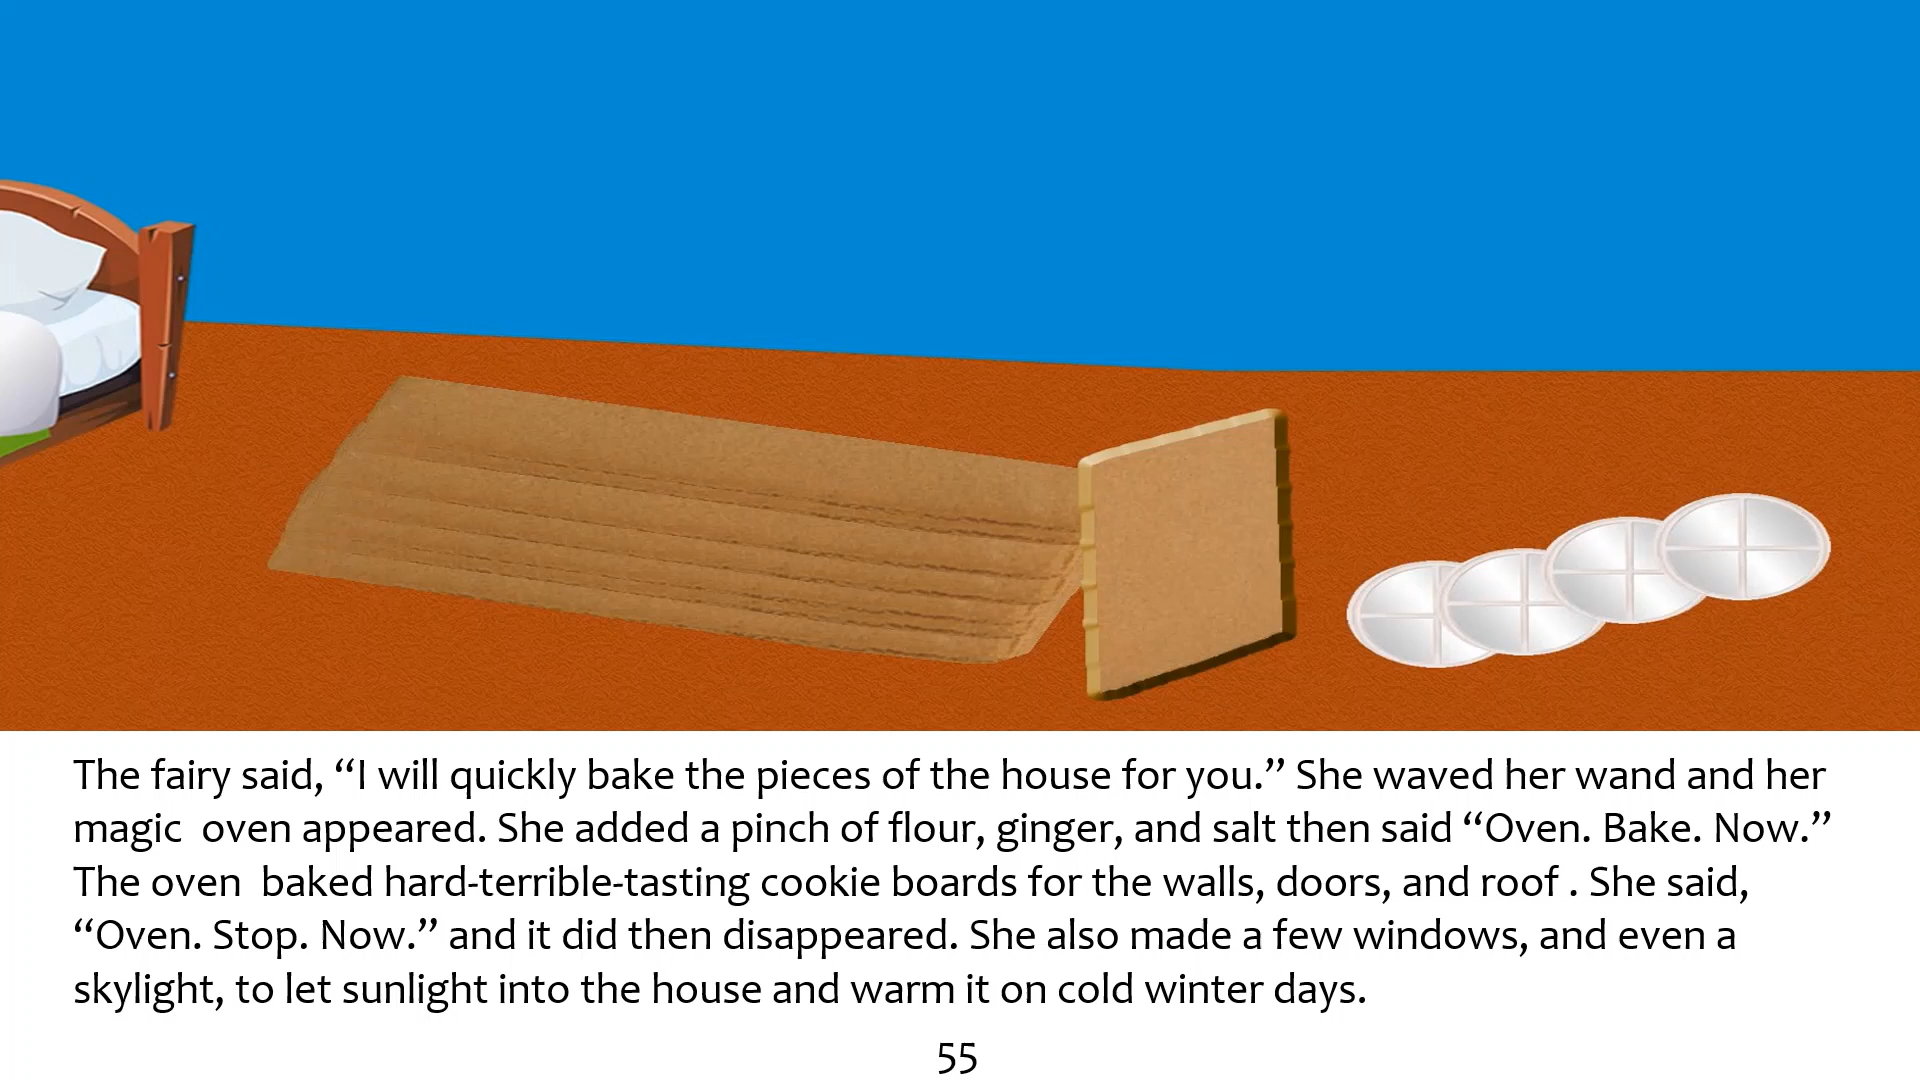 The fairy said, “I will quickly bake the pieces of the house for you.” She waved her wand and her
magic  oven appeared. She added a pinch of flour, ginger, and salt then said “Oven. Bake. Now.”
The oven  baked hard-terrible-tasting cookie boards for the walls, doors, and roof . She said,
“Oven. Stop. Now.” and it did then disappeared. She also made a few windows, and even a
skylight, to let sunlight into the house and warm it on cold winter days.
55